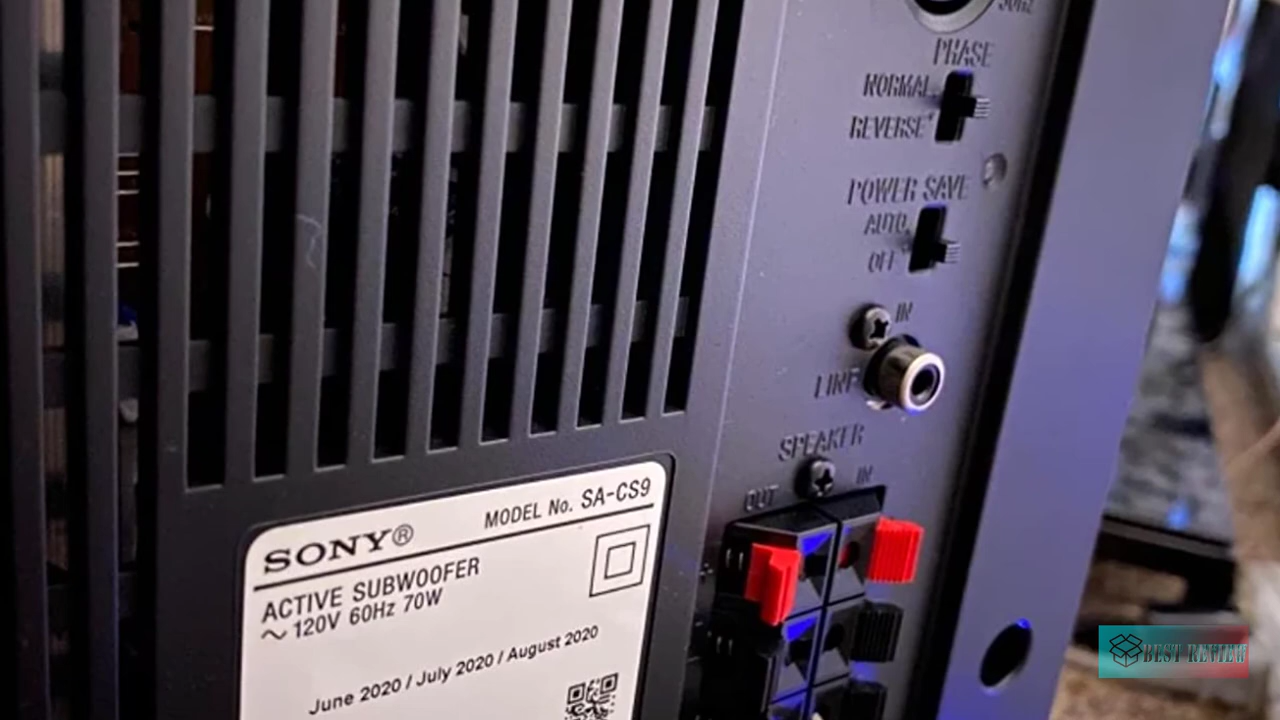 50Hz
PHASE
NORMAL
REVERSE
POWER SAVE
AUTO
OFF
IN
LINE
SPEAKER
OUT IN
SONY® MODEL No. SA-CS9
ACTIVE SUBWOOFER
~ 120V 60Hz 70W
June 2020 / July 2020 / August 2020
BEST REVIEW